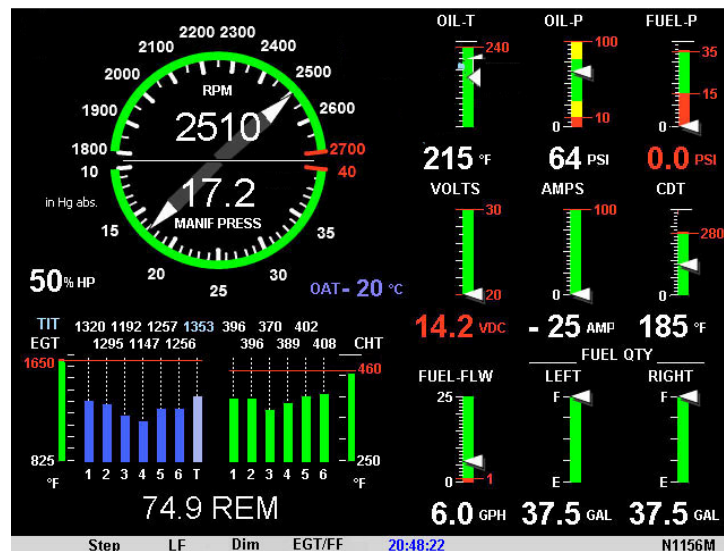 2100 2200 2300 2400
2000 2500
RPM
1900 2510 2600
1800 2700
10 40
in Hg abs. 17.2
MANIF PRESS
15 35
20 25 30
50 % HP
OAT- 20 °C
TIT 1320 1192 1257 1353 396 370 402
EGT 1295 1147 1256 396 389 408 CHT
1650 460
825 250
°F 1 2 3 4 5 6 T 1 2 3 4 5 6 °F
74.9 REM
OIL-T OIL-P FUEL-P
240 100 35
15
10
0 0
215 °F 64 PSI 0.0 PSI
VOLTS AMPS CDT
30 100 280
20 0 0
14.2 VDC - 25 AMP 185 °F
FUEL QTY
FUEL-FLW LEFT RIGHT
25 F F
0 1 E E
6.0 GPH 37.5 GAL 37.5 GAL
Step LF Dim EGT/FF 20:48:22 N1156M